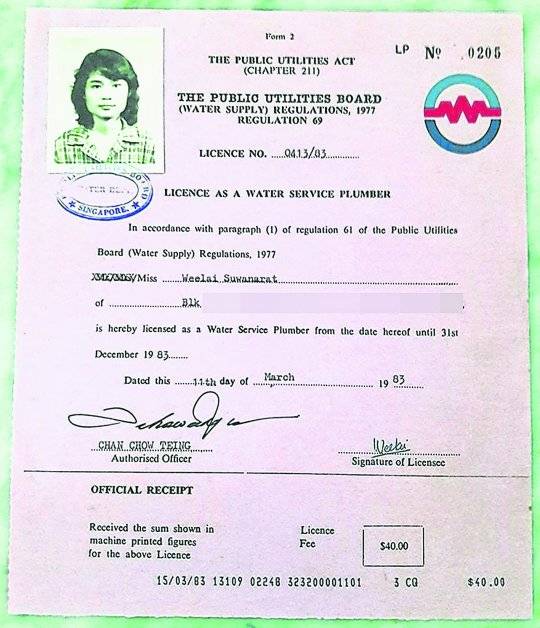 Form 2
LP No 0205
THE PUBLIC UTILITIES ACT
(CHAPTER 211)
THE PUBLIC UTILITIES BOARD
(WATER SUPPLY) REGULATIONS, 1977
REGULATION 69
LICENCE NO. 0413/83
SINGAPORE.
LICENCE AS A WATER SERVICE PLUMBER
In accordance with paragraph (1) of regulation 61 of the Public Utilities
Board (Water Supply) Regulations, 1977
/Miss Weelai Suwanarat
of Blk
is hereby licensed as a Water Service Plumber from the date hereof until 31st
December 1983
Dated this 11th day of March 1983
CHAN CHOW TEING
Authorised Officer
Signature of Licensee
OFFICIAL RECEIPT
Received the sum shown in
machine printed figures
for the above Licence
Licence
Fee
$40.00
15/03/83 13109 02248 323200001101 3 CQ $40.00